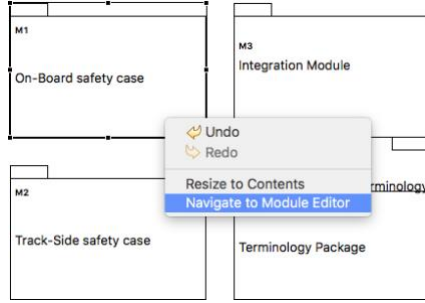 M1
On-Board safety case
M3
Integration Module
Undo
Redo
Resize to Contents
Navigate to Module Editor
rminology
M2
Track-Side safety case
Terminology Package